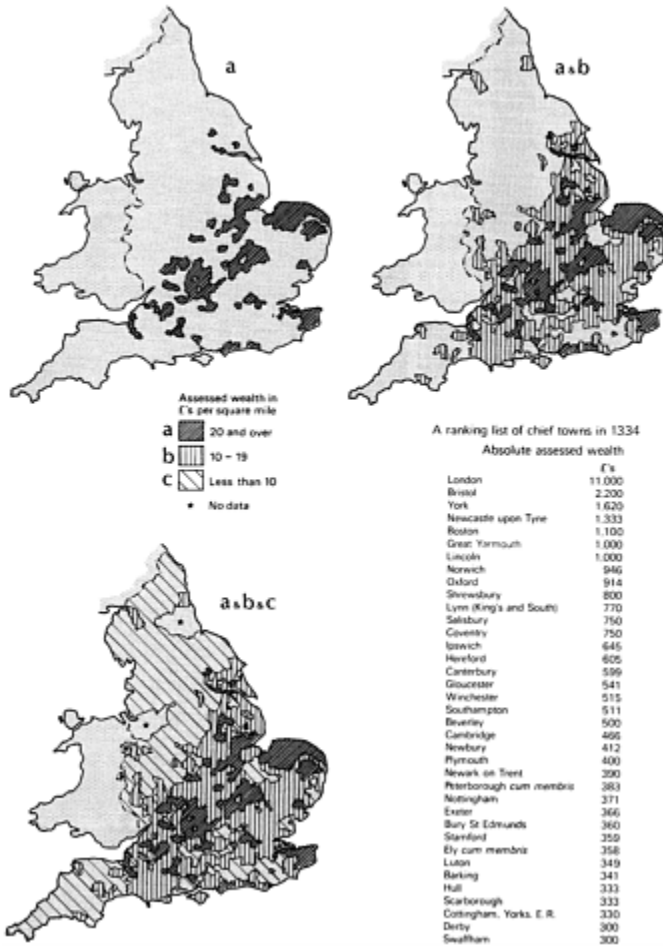 a
a & b
Assessed wealth in
£'s per square mile
a 20 and over
b 10 – 19
c Less than 10
No data
a & b & c
A ranking list of chief towns in 1334
Absolute assessed wealth
£'s
London 11.000
Bristol 2.200
York 1.620
Newcastle upon Tyne 1.333
Boston 1.100
Great Yarmouth 1.000
Lincoln 1.000
Norwich 946
Oxford 914
Shrewsbury 800
Lynn (King's and South) 770
Salisbury 750
Coventry 750
Ipswich 645
Hereford 605
Canterbury 599
Gloucester 541
Winchester 515
Southampton 511
Beverley 500
Cambridge 466
Newbury 412
Plymouth 400
Newark on Trent 390
Peterborough cum membris 383
Nottingham 371
Exeter 366
Bury St Edmunds 360
Stamford 359
Ely cum membris 358
Luton 349
Barking 341
Hull 333
Scarborough 333
Cottingham, Yorks. E. R. 330
Derby 300
Swaffham 300